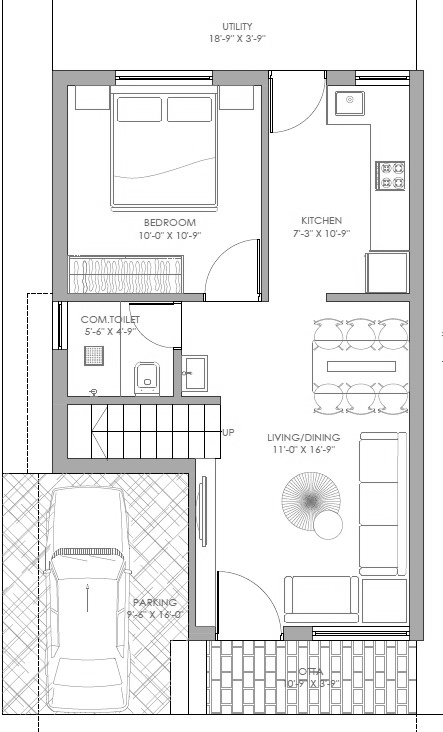 UTILITY
18'-9" X 3'-9"
BEDROOM
10'-0" X 10'-9"
KITCHEN
7'-3" X 10'-9"
COM.TOILET
5'-6" X 4'-9"
UP
LIVING/DINING
11'-0" X 16'-9"
PARKING
9'-6" X 16'-0"
OTTA
0'-9" X 3'-9"